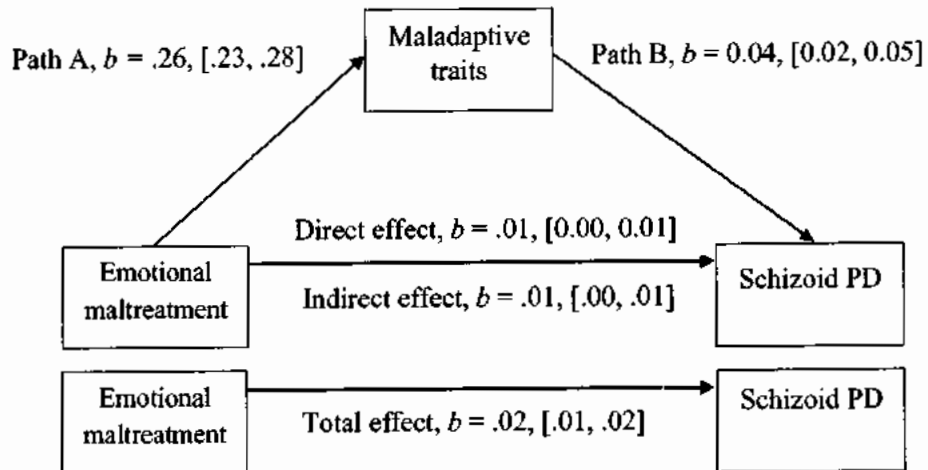 Maladaptive
traits
Path A, b = .26, [.23, .28]
Path B, b = 0.04, [0.02, 0.05]
Direct effect, b = .01, [0.00, 0.01]
Emotional
maltreatment
Schizoid PD
Indirect effect, b = .01, [.00, .01]
Emotional
maltreatment
Schizoid PD
Total effect, b = .02, [.01, .02]